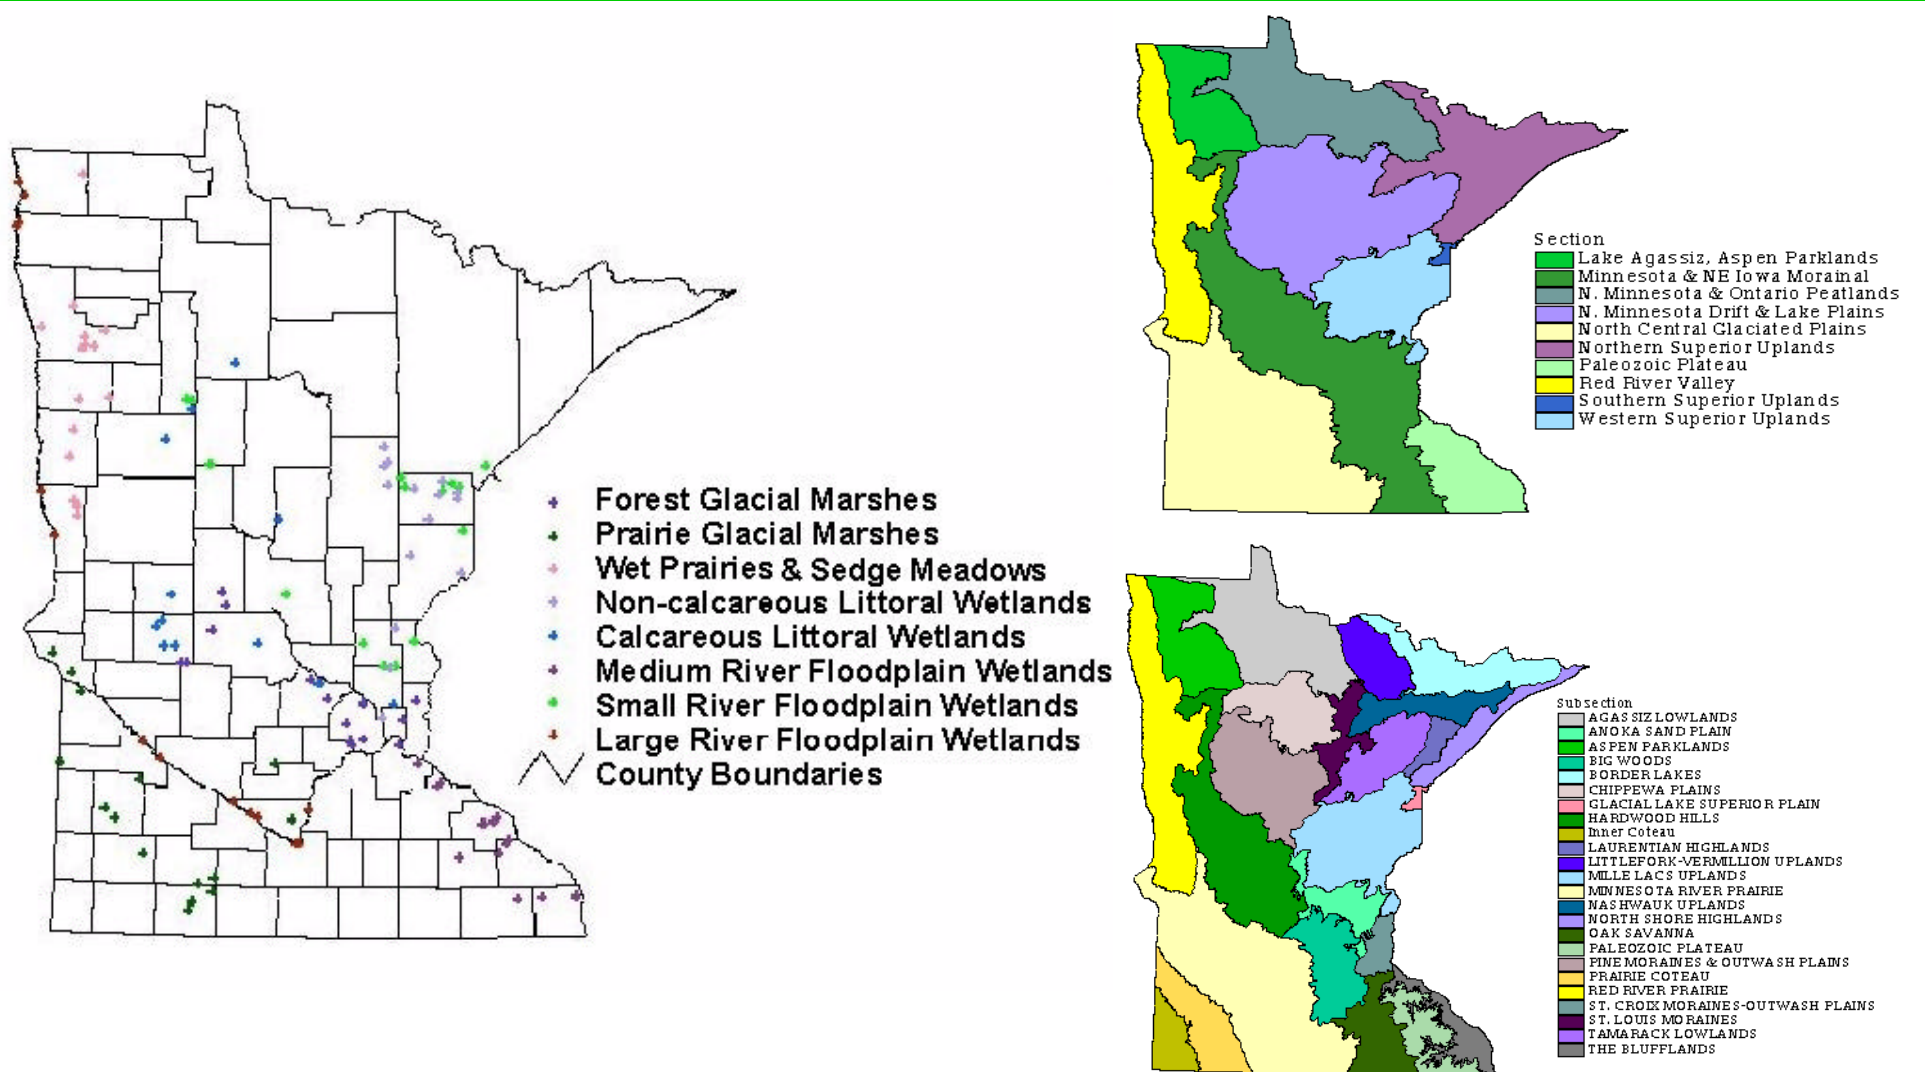 Forest Glacial Marshes
Prairie Glacial Marshes
Wet Prairies & Sedge Meadows
Non-calcareous Littoral Wetlands
Calcareous Littoral Wetlands
Medium River Floodplain Wetlands
Small River Floodplain Wetlands
Large River Floodplain Wetlands
County Boundaries
Section
Lake Agassiz, Aspen Parklands
Minnesota & NE Iowa Morainal
N. Minnesota & Ontario Peatlands
N. Minnesota Drift & Lake Plains
North Central Glaciated Plains
Northern Superior Uplands
Paleozoic Plateau
Red River Valley
Southern Superior Uplands
Western Superior Uplands
Subsection
AGASSIZ LOWLANDS
ANOKA SAND PLAIN
ASPEN PARKLANDS
BIG WOODS
BORDER LAKES
CHIPPEWA PLAINS
GLACIAL LAKE SUPERIOR PLAIN
HARDWOOD HILLS
Inner Coteau
LAURENTIAN HIGHLANDS
LITTLEFORK-VERMILLION UPLANDS
MILLE LACS UPLANDS
MINNESOTA RIVER PRAIRIE
NASHWAUK UPLANDS
NORTH SHORE HIGHLANDS
OAK SAVANNA
PALEOZOIC PLATEAU
PINE MORAINES & OUTWASH PLAINS
PRAIRIE COTEAU
RED RIVER PRAIRIE
ST. CROIX MORAINES-OUTWASH PLAINS
ST. LOUIS MORAINES
TAMARACK LOWLANDS
THE BLUFFLANDS